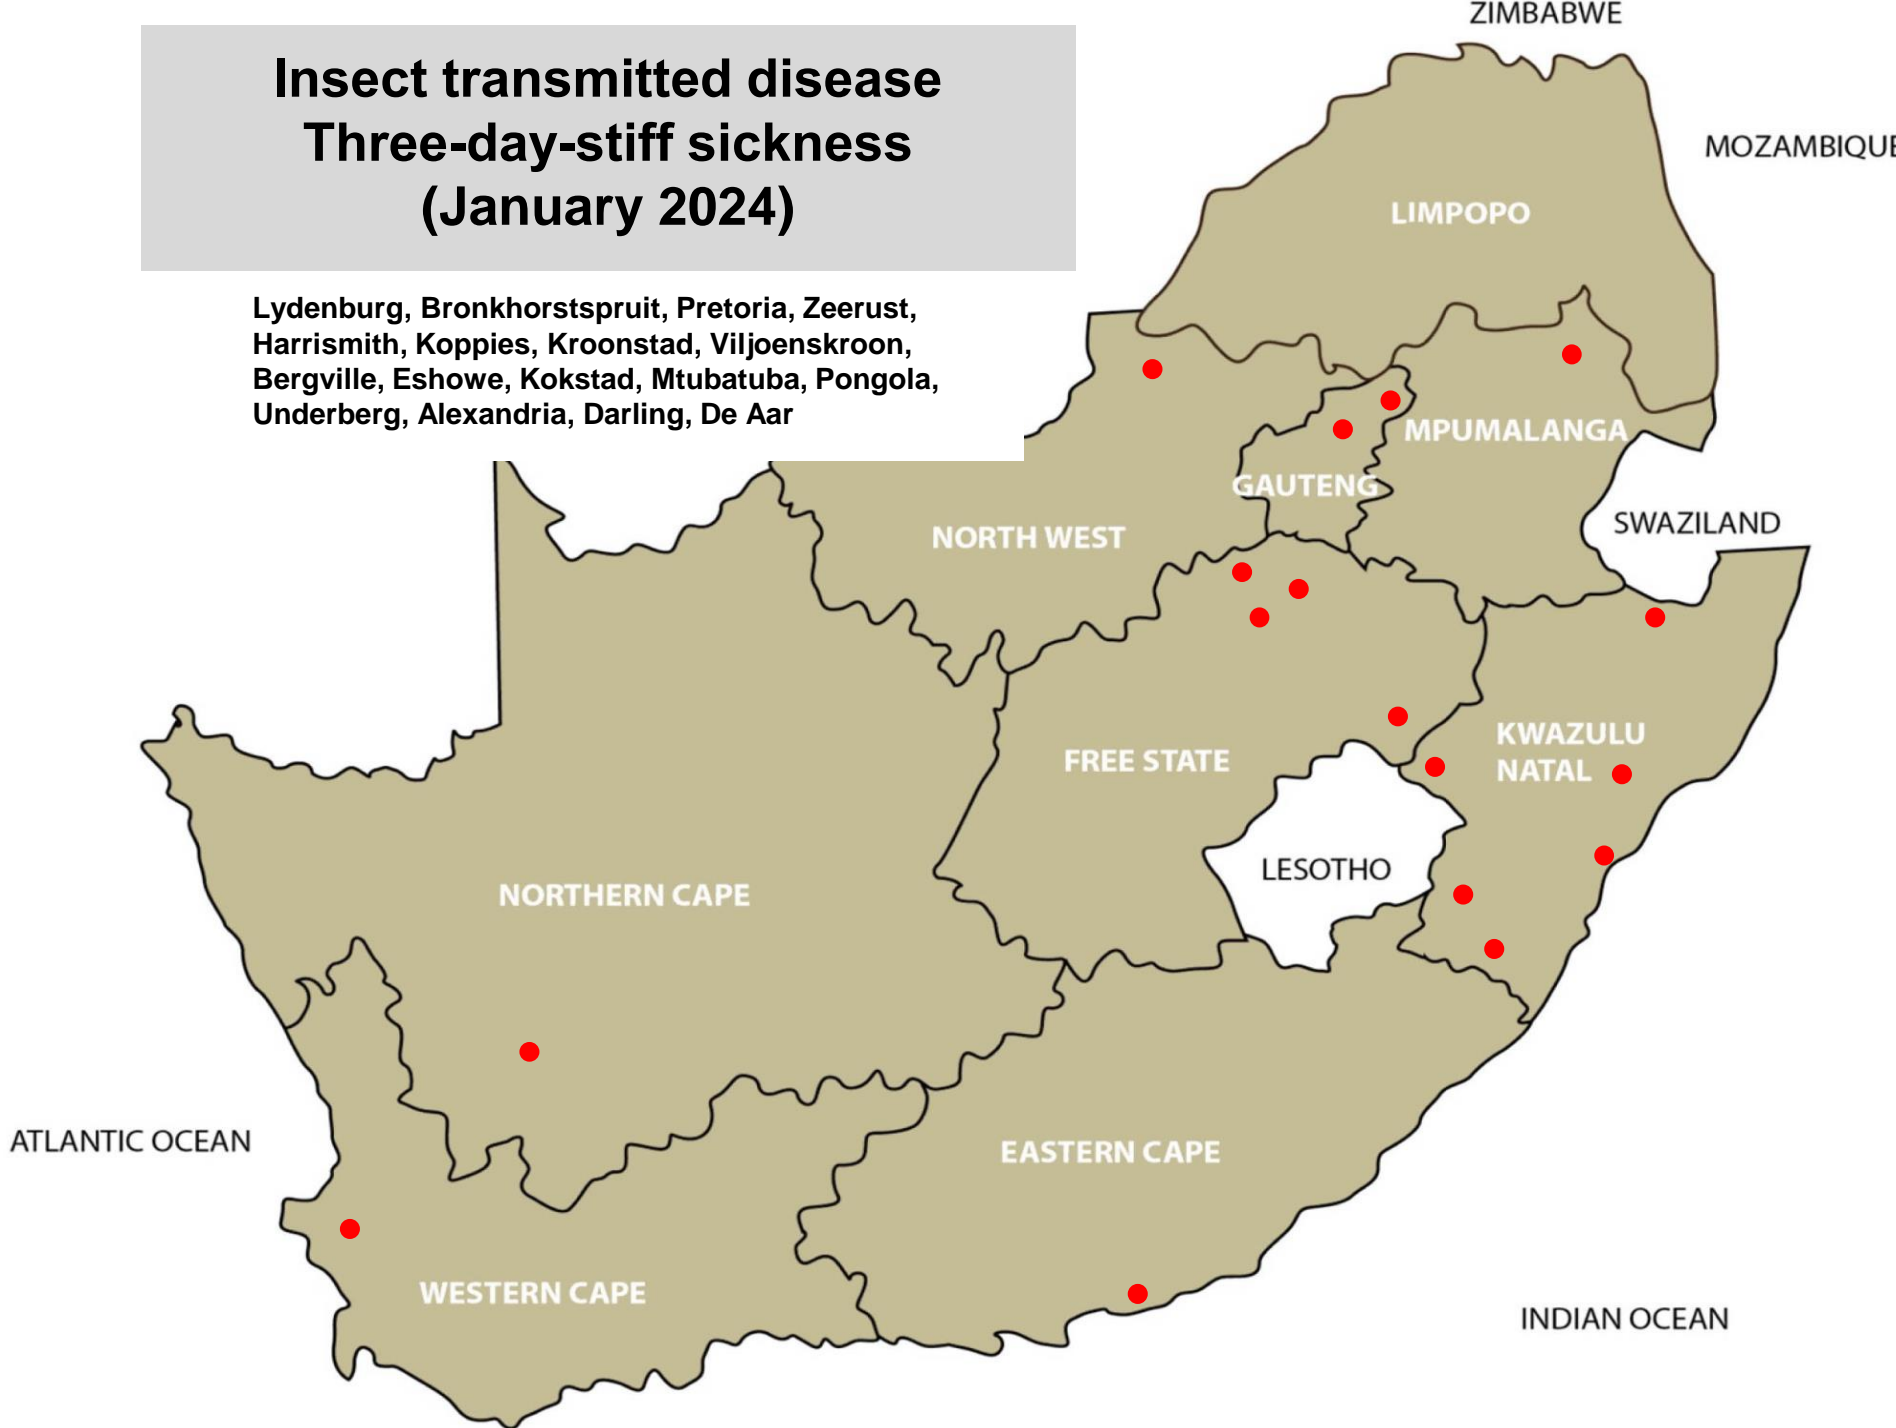 ZIMBABWE
Insect transmitted disease
Three-day-stiff sickness
(January 2024)
MOZAMBIQUE
LIMPOPO
Lydenburg, Bronkhorstspruit, Pretoria, Zeerust,
Harrismith, Koppies, Kroonstad, Viljoenskroon,
Bergville, Eshowe, Kokstad, Mtubatuba, Pongola,
Underberg, Alexandria, Darling, De Aar
MPUMALANGA
GAUTENG
SWAZILAND
NORTH WEST
KWAZULU
NATAL
FREE STATE
LESOTHO
NORTHERN CAPE
ATLANTIC OCEAN
EASTERN CAPE
WESTERN CAPE
INDIAN OCEAN